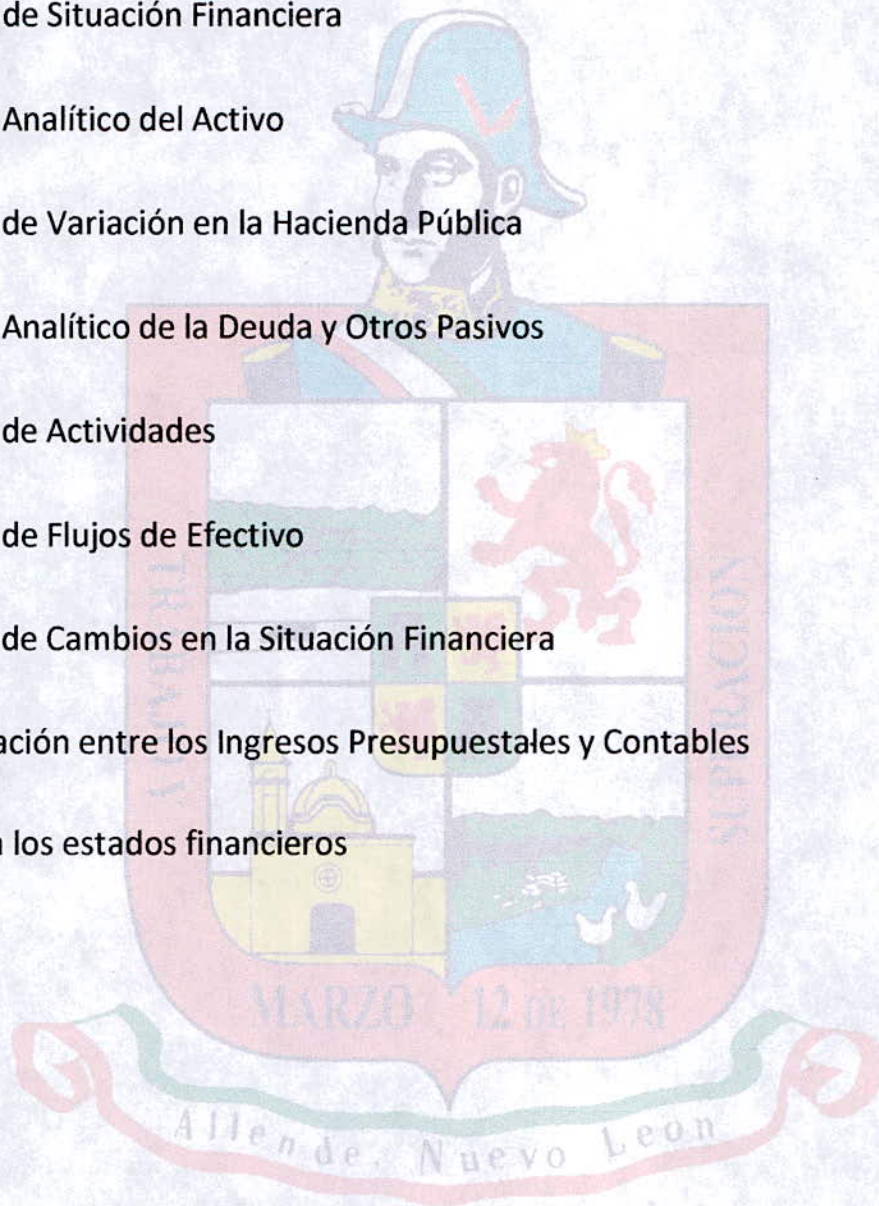 de Situación Financiera
Analítico del Activo
de Variación en la Hacienda Pública
Analítico de la Deuda y Otros Pasivos
de Actividades
de Flujos de Efectivo
de Cambios en la Situación Financiera
ación entre los Ingresos Presupuestales y Contables
los estados financieros
TRABAJO Y
SUPERACION
MARZO 12 DE 1978
Allende, Nuevo Leon